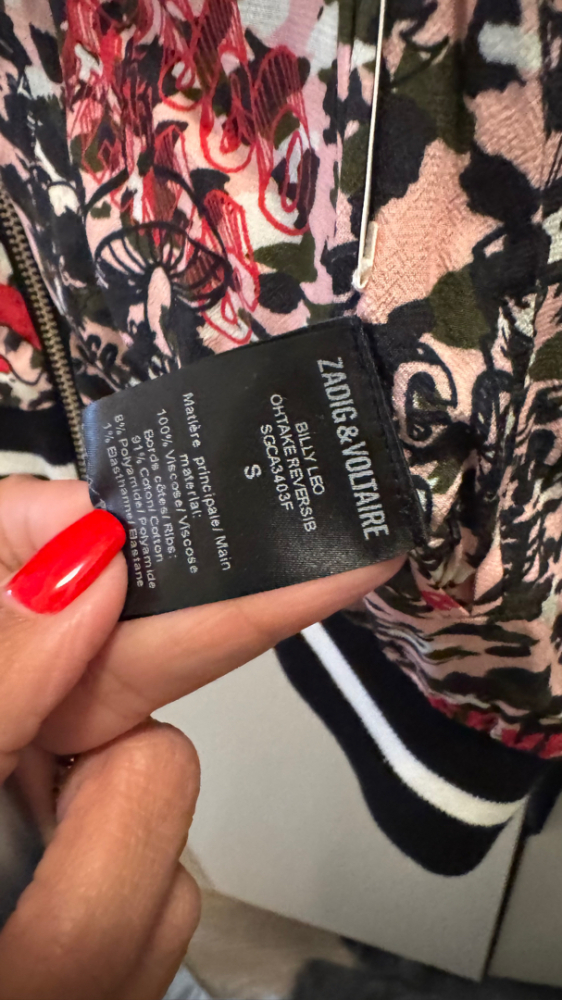 ZADIG&VOLTAIRE
BILLY LEO
OHTAKE REVERSIB
SGCA3403F
S
Matière principale/ Main
material:
100% Viscose/ Viscose
Bords côtes/ Ribs:
91% Coton/ Cotton
8% Polyamide/ Polyamide
1% Elasthanne/ Elastane